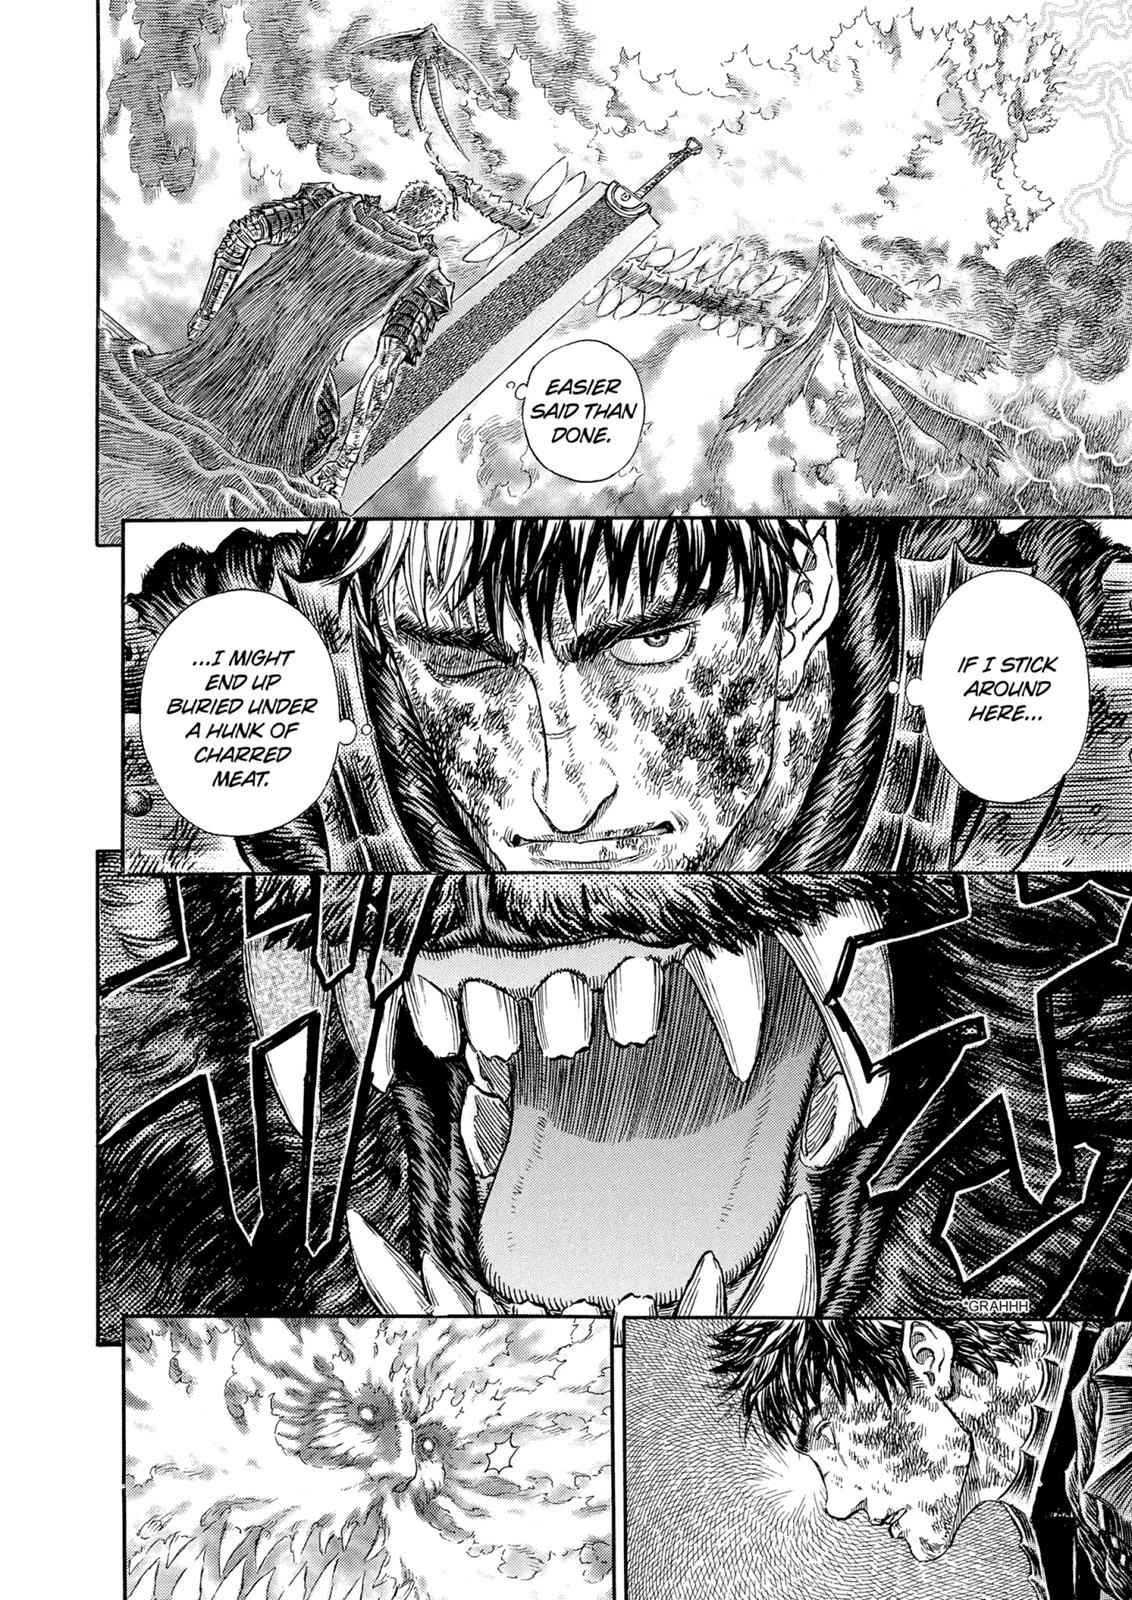 EASIER
SAID THAN
DONE.
IF I STICK
AROUND
HERE...
...I MIGHT
END UP
BURIED UNDER
A HUNK OF
CHARRED
MEAT.
*GRAHHH